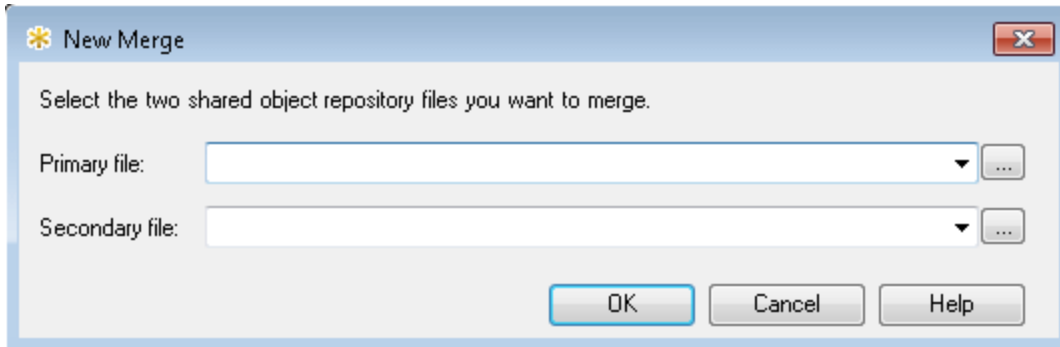 New Merge
Select the two shared object repository files you want to merge.
Primary file:
...
Secondary file:
...
OK Cancel Help